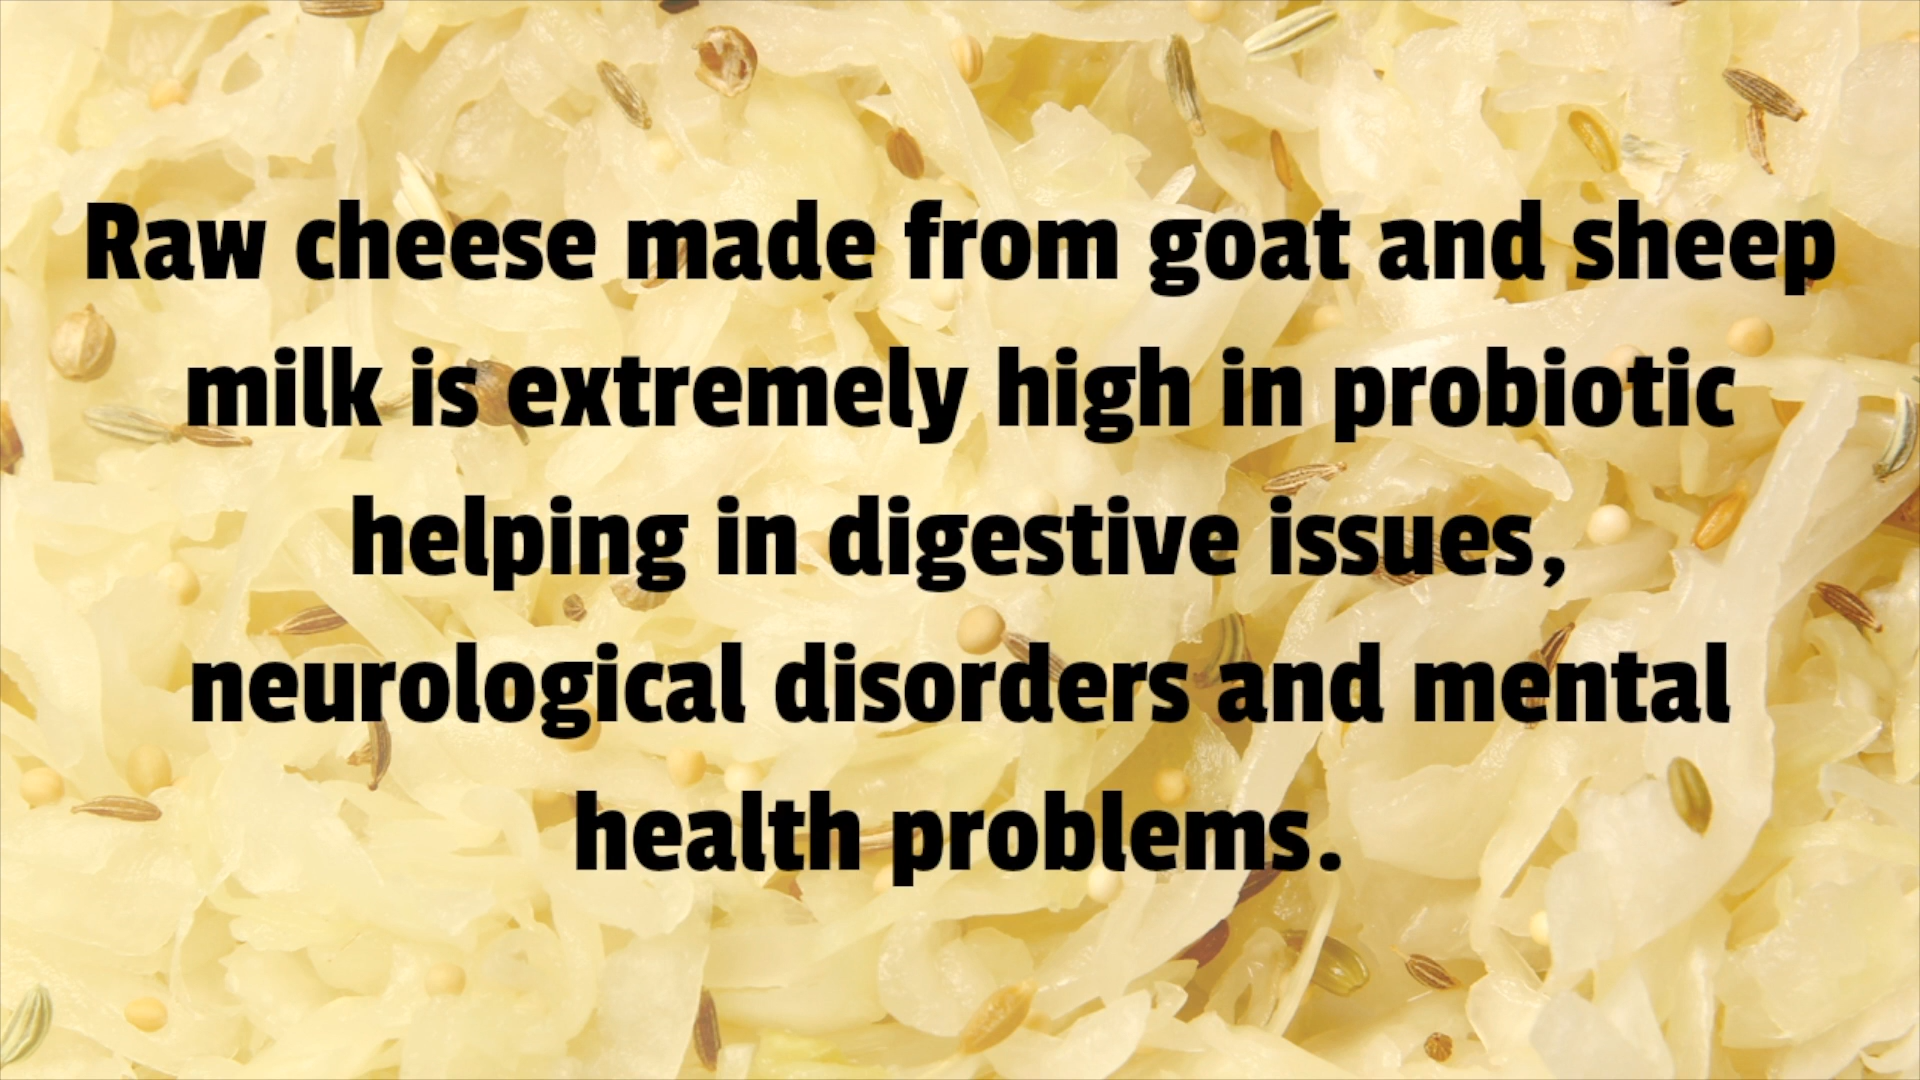 Raw cheese made from goat and sheep
milk is extremely high in probiotic
helping in digestive issues,
neurological disorders and mental
health problems.